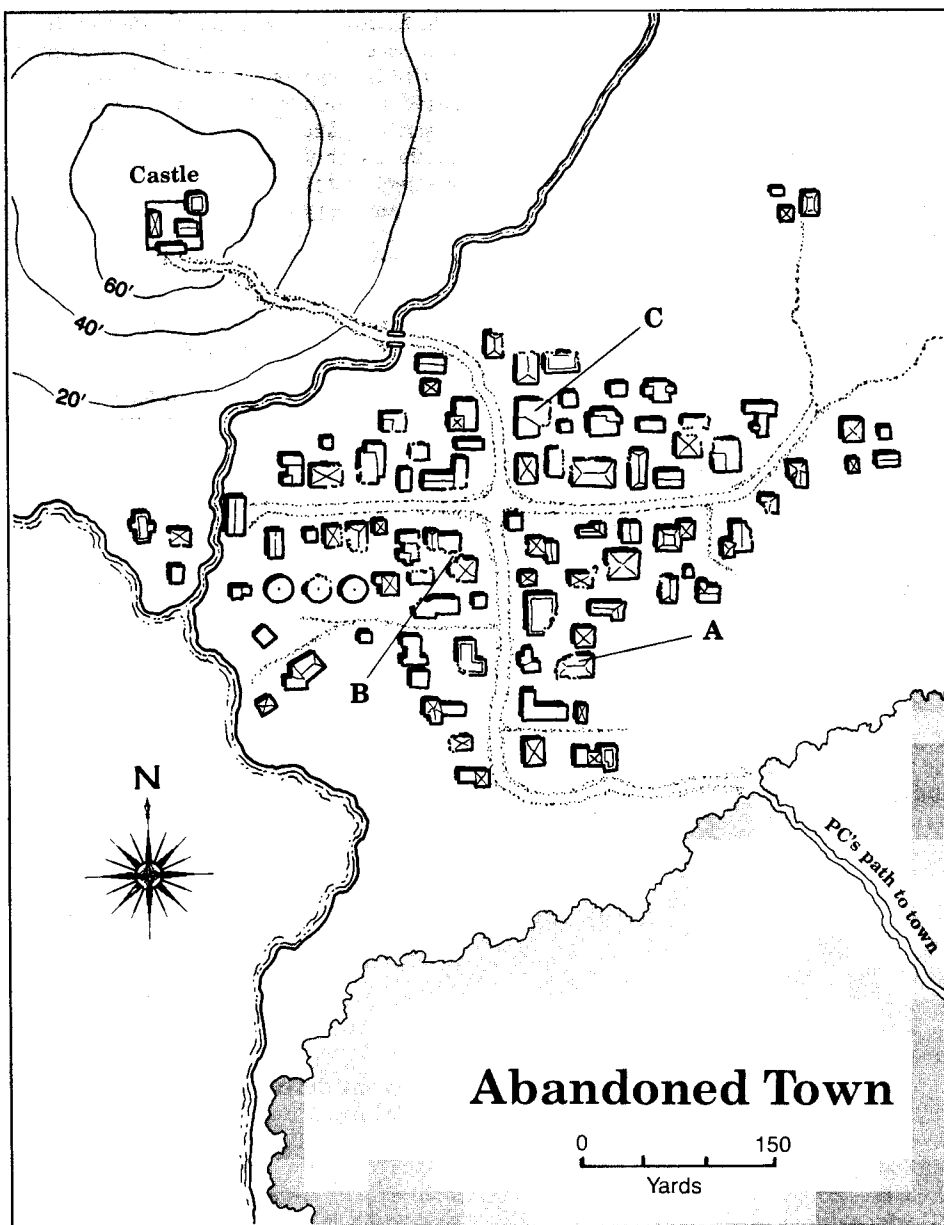 Castle
60'
40'
20'
C
A
B
N
PC's path to town
Abandoned Town
0 150
Yards